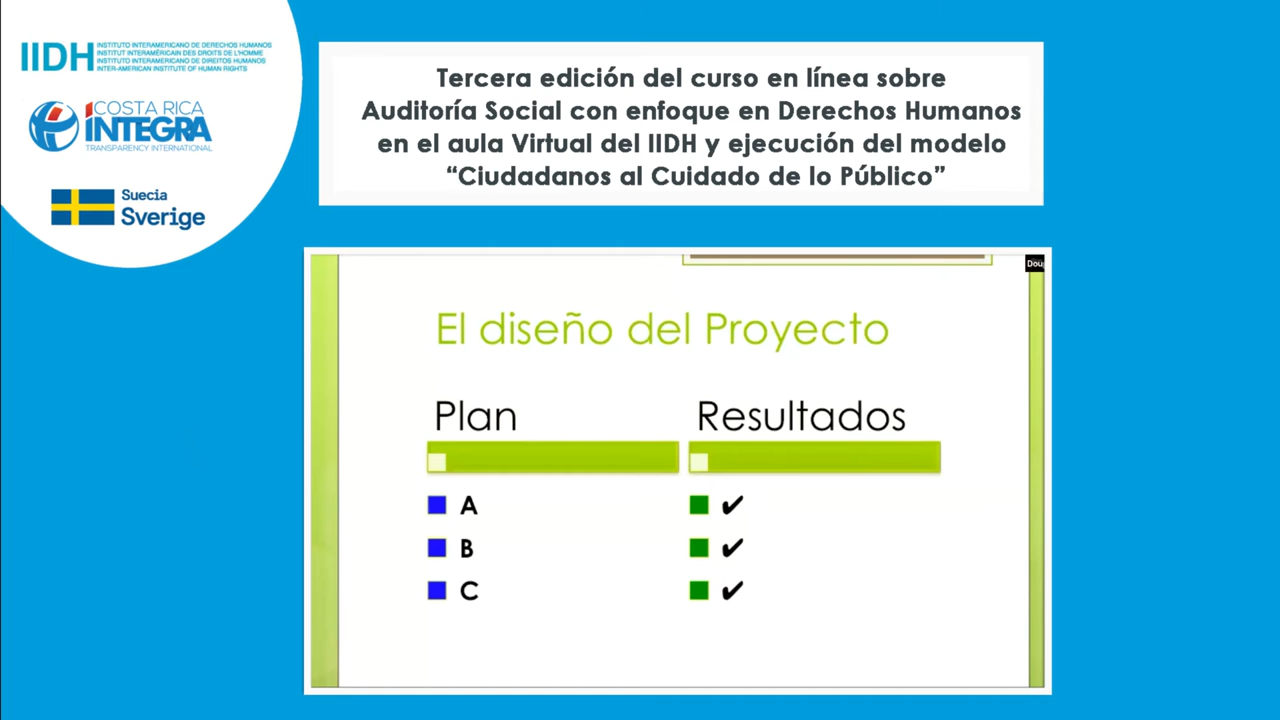 IIDH
INSTITUTO INTERAMERICANO DE DERECHOS HUMANOS
INSTITUT INTERAMÉRICAIN DES DROITS DE L'HOMME
INSTITUTO INTERAMERICANO DE DIREITOS HUMANOS
INTER-AMERICAN INSTITUTE OF HUMAN RIGHTS
COSTA RICA
INTEGRA
TRANSPARENCY INTERNATIONAL
Suecia
Sverige
Tercera edición del curso en línea sobre
Auditoría Social con enfoque en Derechos Humanos
en el aula Virtual del IIDH y ejecución del modelo
“Ciudadanos al Cuidado de lo Público”
Dou
El diseño del Proyecto
Plan Resultados
A ✔
B ✔
C ✔